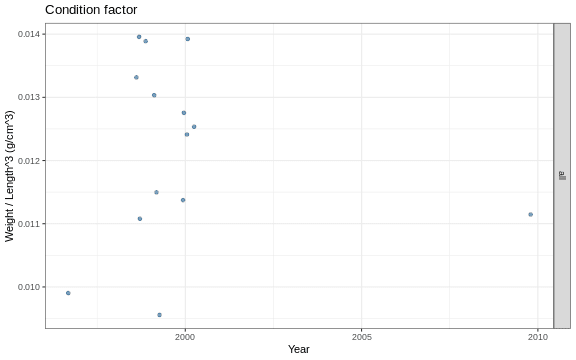 Condition factor
Weight / Length^3 (g/cm^3)
0.014
0.013
0.012
0.011
0.010
all
2000 2005 2010
Year